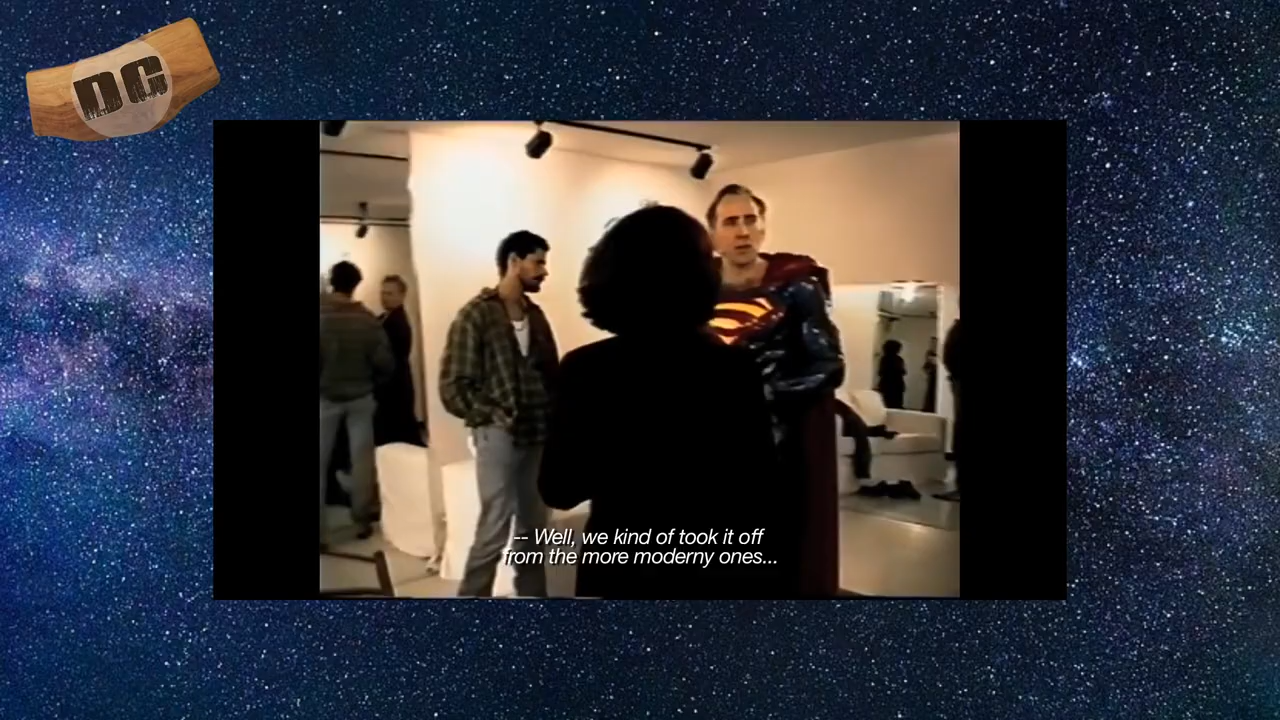 DG
-- Well, we kind of took it off
from the more moderny ones...